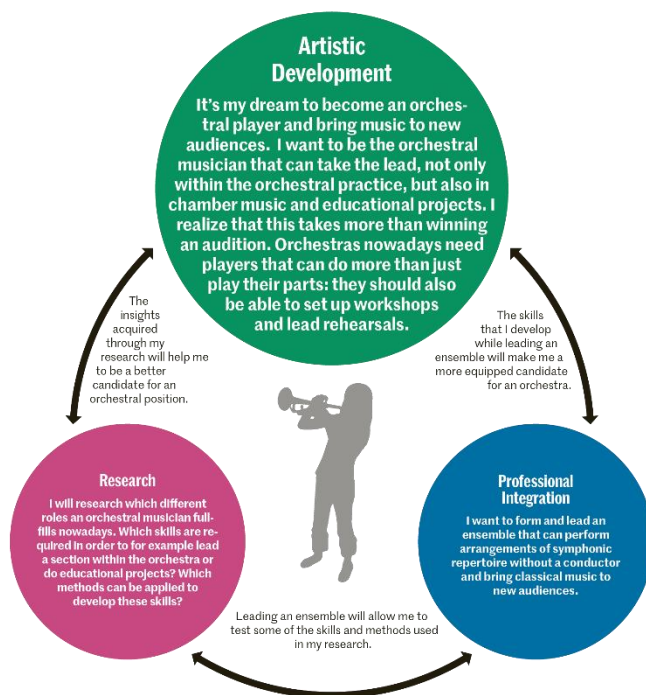 Artistic
Development
It's my dream to become an orches-
tral player and bring music to new
audiences. I want to be the orchestral
musician that can take the lead, not only
within the orchestral practice, but also in
chamber music and educational projects. I
realize that this takes more than winning
an audition. Orchestras nowadays need
players that can do more than just
play their parts: they should also
be able to set up workshops
and lead rehearsals.
The
insights
acquired
through my
research will help me
to be a better
candidate for an
orchestral position.
The skills
that I develop
while leading an
ensemble will make me a
more equipped candidate
for an orchestra.
Research
I will research which different
roles an orchestral musician full-
fills nowadays. Which skills are re-
quired in order to for example lead
a section within the orchestra or
do educational projects? Which
methods can be applied to
develop these skills?
Professional
Integration
I want to form and lead an
ensemble that can perform
arrangements of symphonic
repertoire without a conductor
and bring classical music to
new audiences.
Leading an ensemble will allow me to
test some of the skills and methods used
in my research.